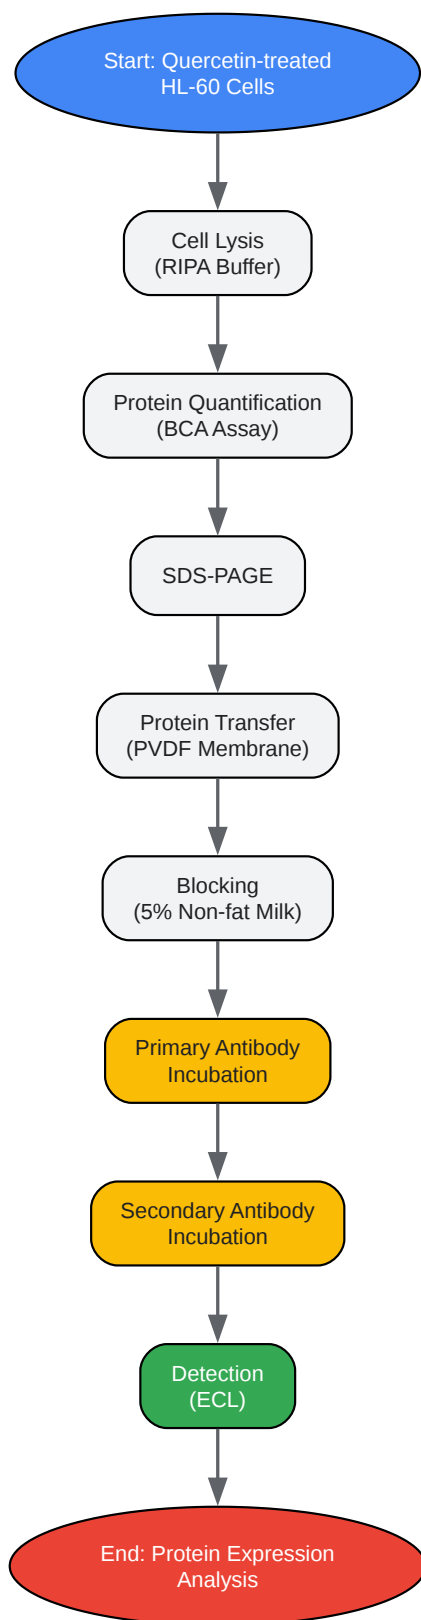 Start: Quercetin-treated
HL-60 Cells
Cell Lysis
(RIPA Buffer)
Protein Quantification
(BCA Assay)
SDS-PAGE
Protein Transfer
(PVDF Membrane)
Blocking
(5% Non-fat Milk)
Primary Antibody
Incubation
Secondary Antibody
Incubation
Detection
(ECL)
End: Protein Expression
Analysis